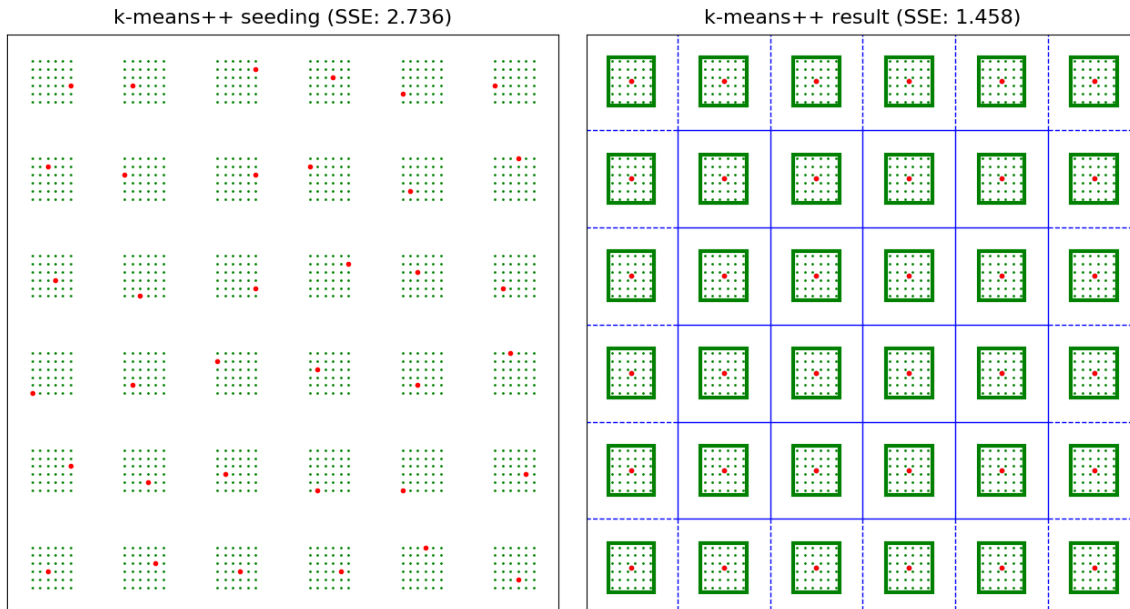 k-means++ seeding (SSE: 2.736)
k-means++ result (SSE: 1.458)